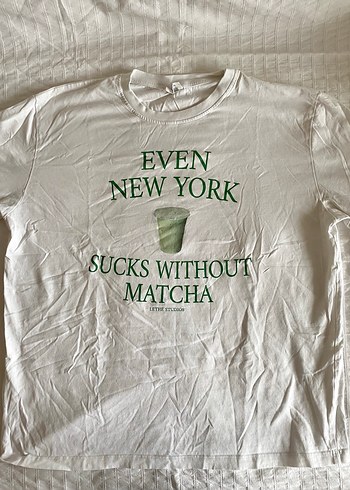 EVEN
NEW YORK
SUCKS WITHOUT
MATCHA